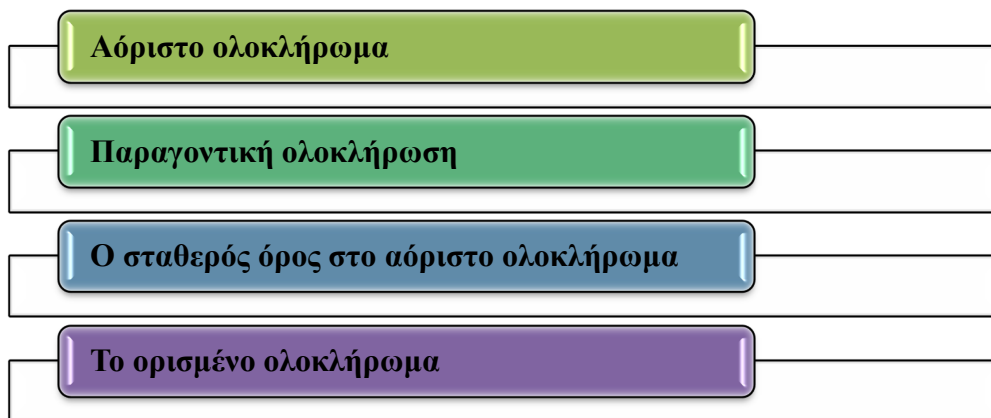 Αόριστο ολοκλήρωμα
Παραγοντική ολοκλήρωση
Ο σταθερός όρος στο αόριστο ολοκλήρωμα
Το ορισμένο ολοκλήρωμα